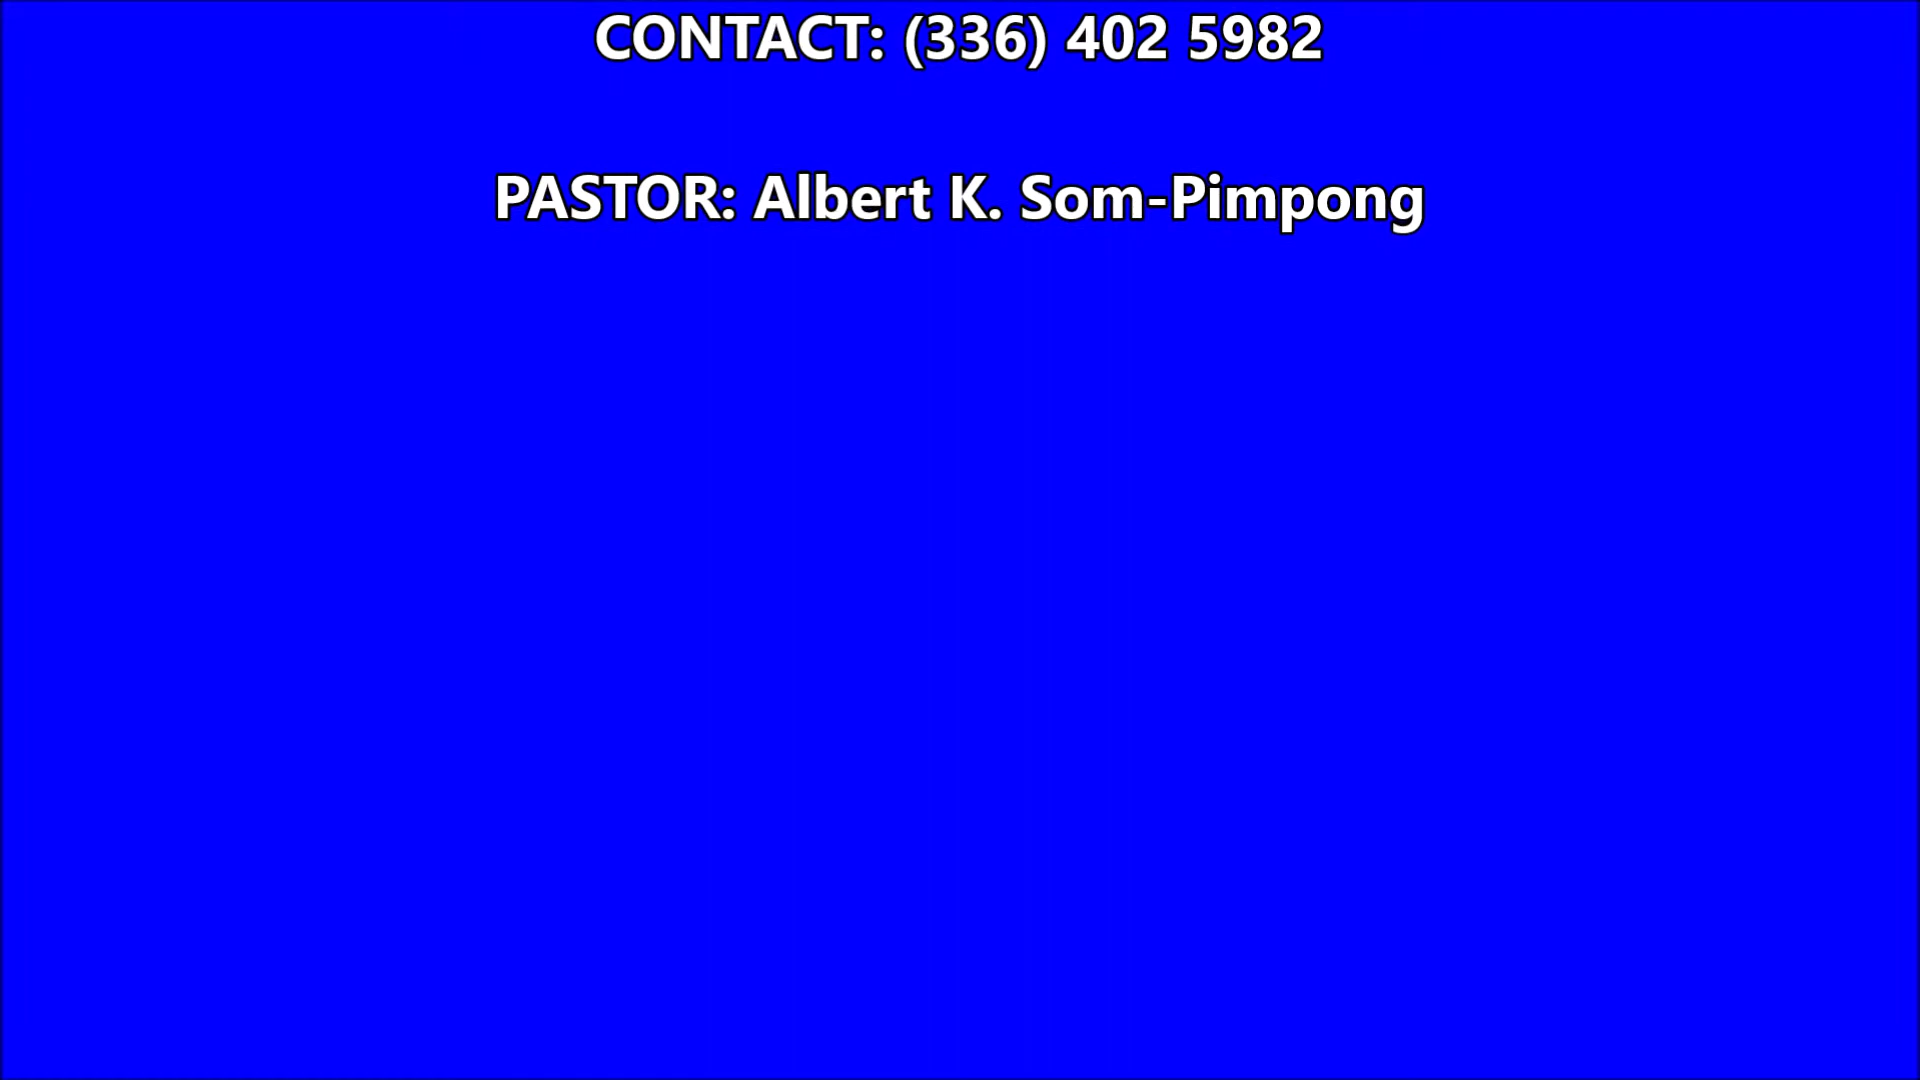 CONTACT: (336) 402 5982
PASTOR: Albert K. Som-Pimpong